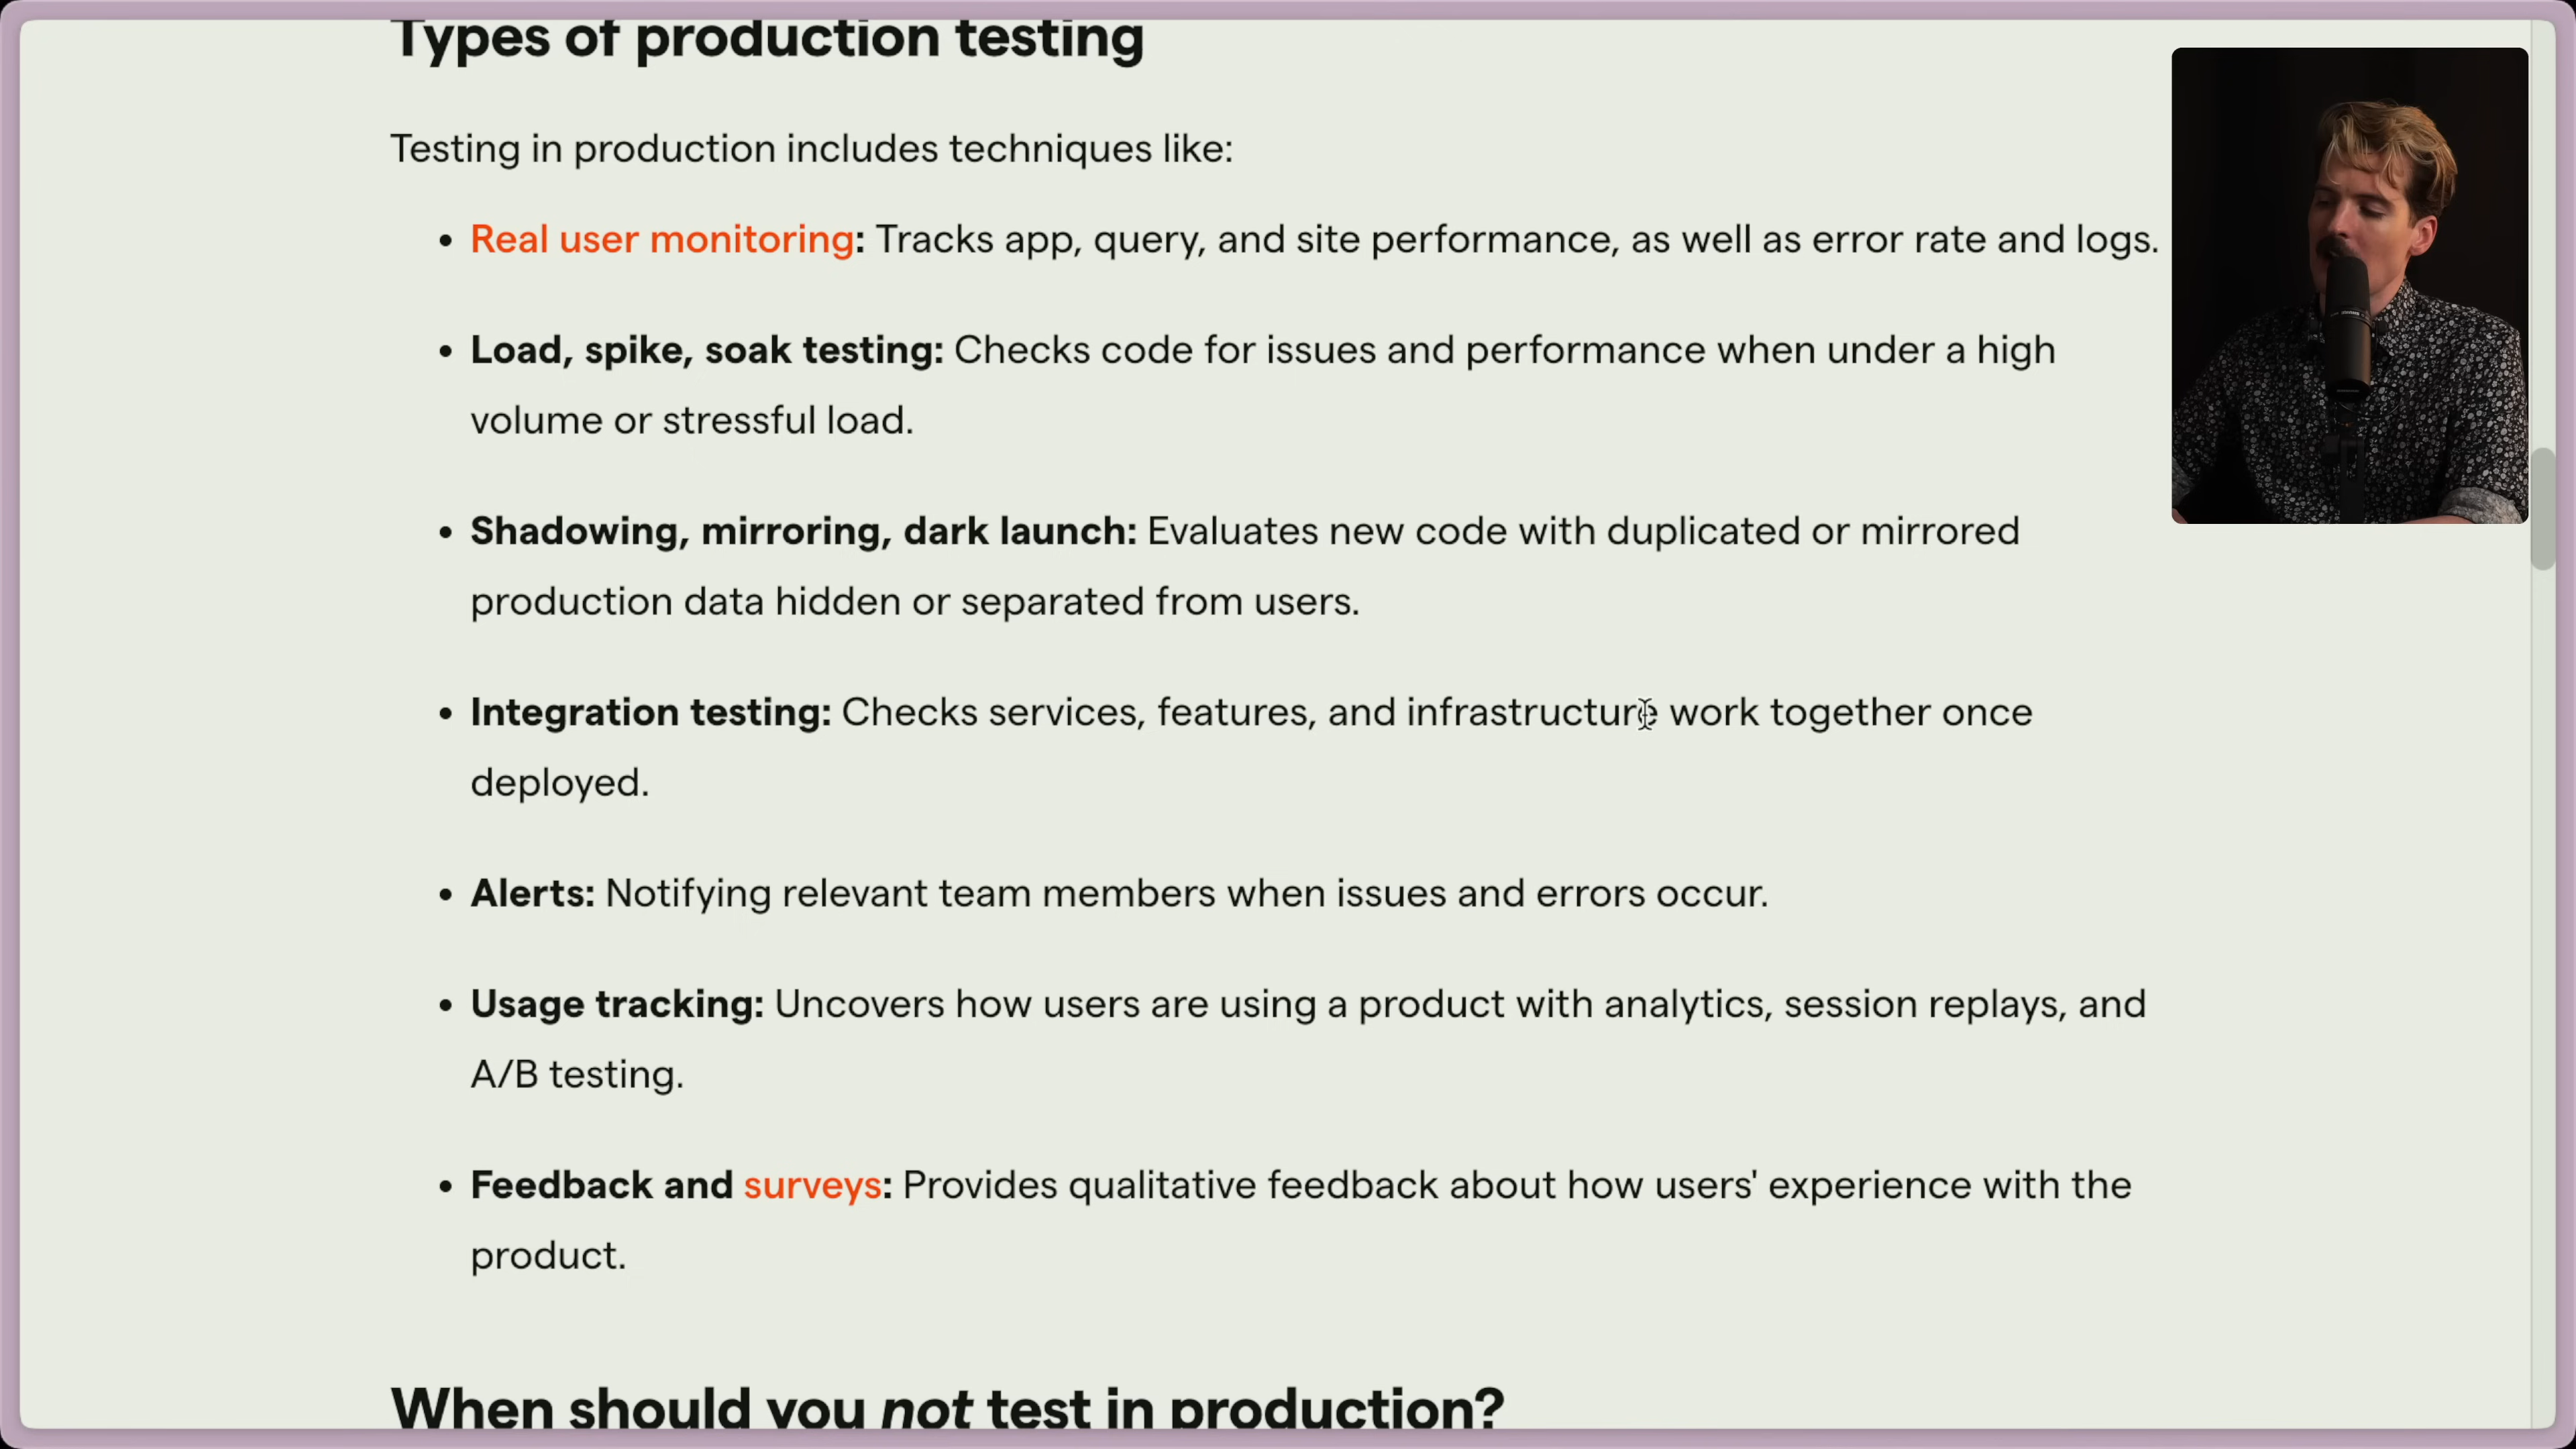 Types of production testing
Testing in production includes techniques like:
• Real user monitoring: Tracks app, query, and site performance, as well as error rate and logs.
• Load, spike, soak testing: Checks code for issues and performance when under a high
volume or stressful load.
• Shadowing, mirroring, dark launch: Evaluates new code with duplicated or mirrored
production data hidden or separated from users.
• Integration testing: Checks services, features, and infrastructure work together once
deployed.
• Alerts: Notifying relevant team members when issues and errors occur.
• Usage tracking: Uncovers how users are using a product with analytics, session replays, and
A/B testing.
• Feedback and surveys: Provides qualitative feedback about how users' experience with the
product.
When should you not test in production?